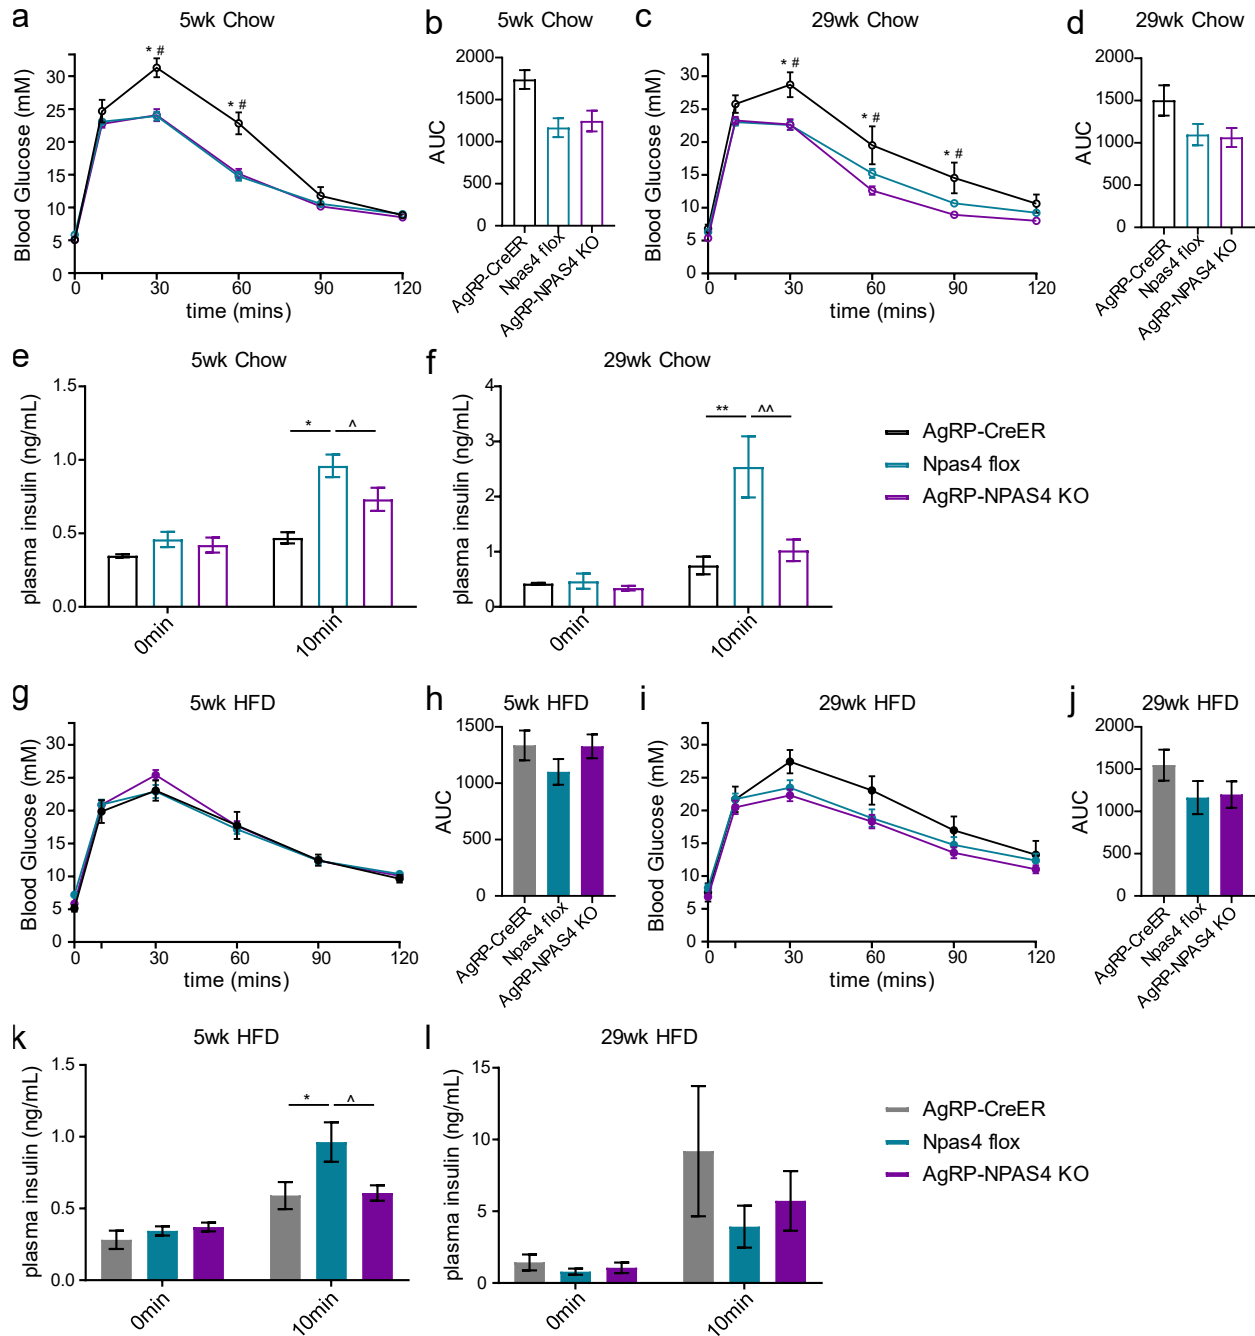 a
5wk Chow
* #
* #
Blood Glucose (mM)
30
25
20
15
10
5
0
0
30
60
90
120
time (mins)
b
5wk Chow
AUC
2000
1500
1000
500
0
AgRP-CreER
Npas4 flox
AgRP-NPAS4 KO
c
29wk Chow
* #
* #
* #
Blood Glucose (mM)
30
25
20
15
10
5
0
0
30
60
90
120
time (mins)
d
29wk Chow
AUC
2000
1500
1000
500
0
AgRP-CreER
Npas4 flox
AgRP-NPAS4 KO
e
5wk Chow
plasma insulin (ng/mL)
1.5
1.0
0.5
0.0
* ^
0min
10min
f
29wk Chow
plasma insulin (ng/mL)
4
3
2
1
0
** ^^
0min
10min
AgRP-CreER
Npas4 flox
AgRP-NPAS4 KO
g
5wk HFD
Blood Glucose (mM)
30
25
20
15
10
5
0
0
30
60
90
120
time (mins)
h
5wk HFD
AUC
1500
1000
500
0
AgRP-CreER
Npas4 flox
AgRP-NPAS4 KO
i
29wk HFD
Blood Glucose (mM)
30
25
20
15
10
5
0
0
30
60
90
120
time (mins)
j
29wk HFD
AUC
2000
1500
1000
500
0
AgRP-CreER
Npas4 flox
AgRP-NPAS4 KO
k
5wk HFD
plasma insulin (ng/mL)
1.5
1.0
0.5
0.0
* ^
0min
10min
l
29wk HFD
plasma insulin (ng/mL)
15
10
5
0
0min
10min
AgRP-CreER
Npas4 flox
AgRP-NPAS4 KO